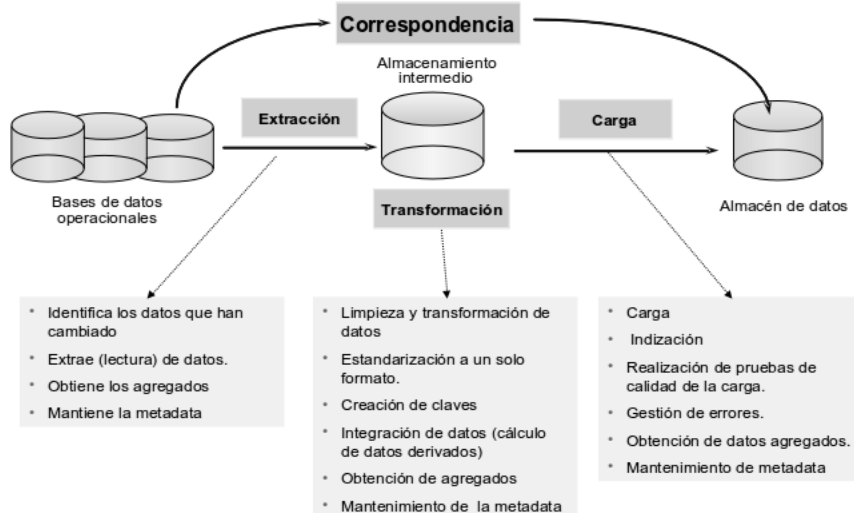 Correspondencia
Almacenamiento
intermedio
Extracción
Carga
Bases de datos
operacionales
Transformación
Almacén de datos
• Identifica los datos que han
cambiado
• Extrae (lectura) de datos.
• Obtiene los agregados
• Mantiene la metadata
• Limpieza y transformación de
datos
• Estandarización a un solo
formato.
• Creación de claves
• Integración de datos (cálculo
de datos derivados)
• Obtención de agregados
• Mantenimiento de la metadata
• Carga
• Indización
• Realización de pruebas de
calidad de la carga.
• Gestión de errores.
• Obtención de datos agregados.
• Mantenimiento de metadata